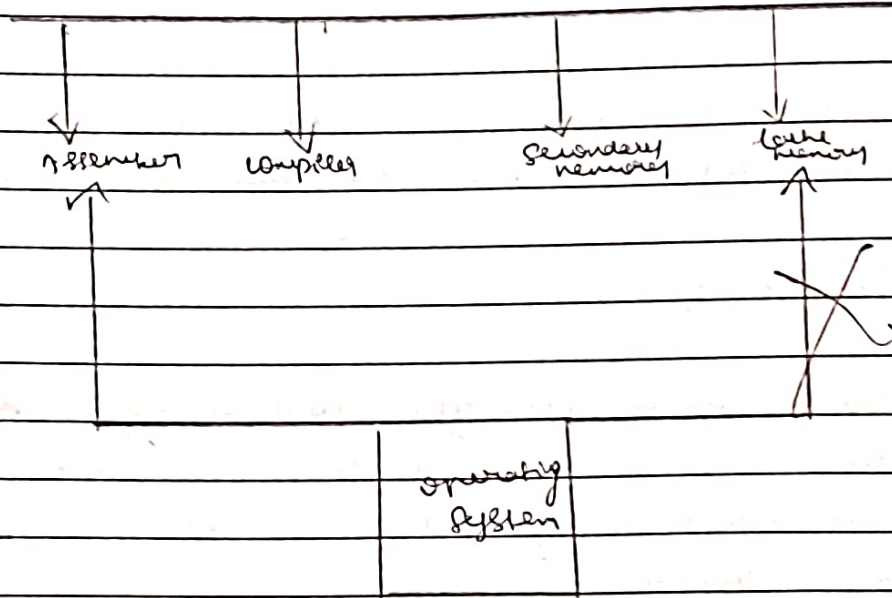 Assembler
compiler
Secondary
memory
Cache
memory
operating
System